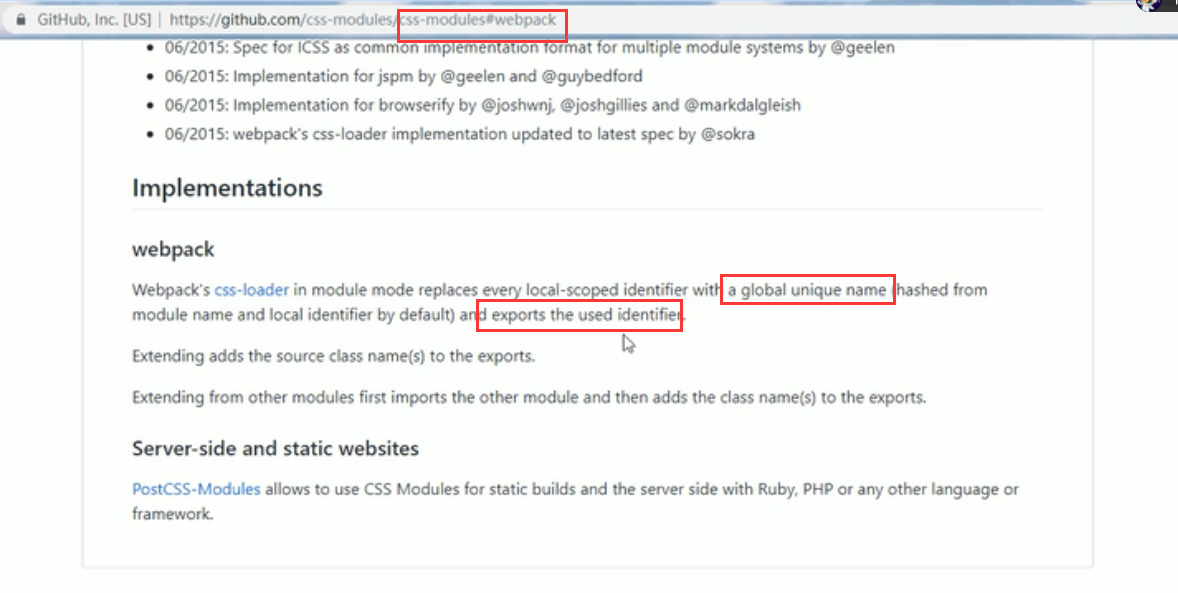 GitHub, Inc. [US] | https://github.com/css-modules/css-modules#webpack
• 06/2015: Spec for ICSS as common implementation format for multiple module systems by @geelen
• 06/2015: Implementation for jspm by @geelen and @guybedford
• 06/2015: Implementation for browserify by @joshwnj, @joshgillies and @markdalgleish
• 06/2015: webpack's css-loader implementation updated to latest spec by @sokra
Implementations
webpack
Webpack's css-loader in module mode replaces every local-scoped identifier with a global unique name (hashed from
module name and local identifier by default) and exports the used identifier.
Extending adds the source class name(s) to the exports.
Extending from other modules first imports the other module and then adds the class name(s) to the exports.
Server-side and static websites
PostCSS-Modules allows to use CSS Modules for static builds and the server side with Ruby, PHP or any other language or
framework.